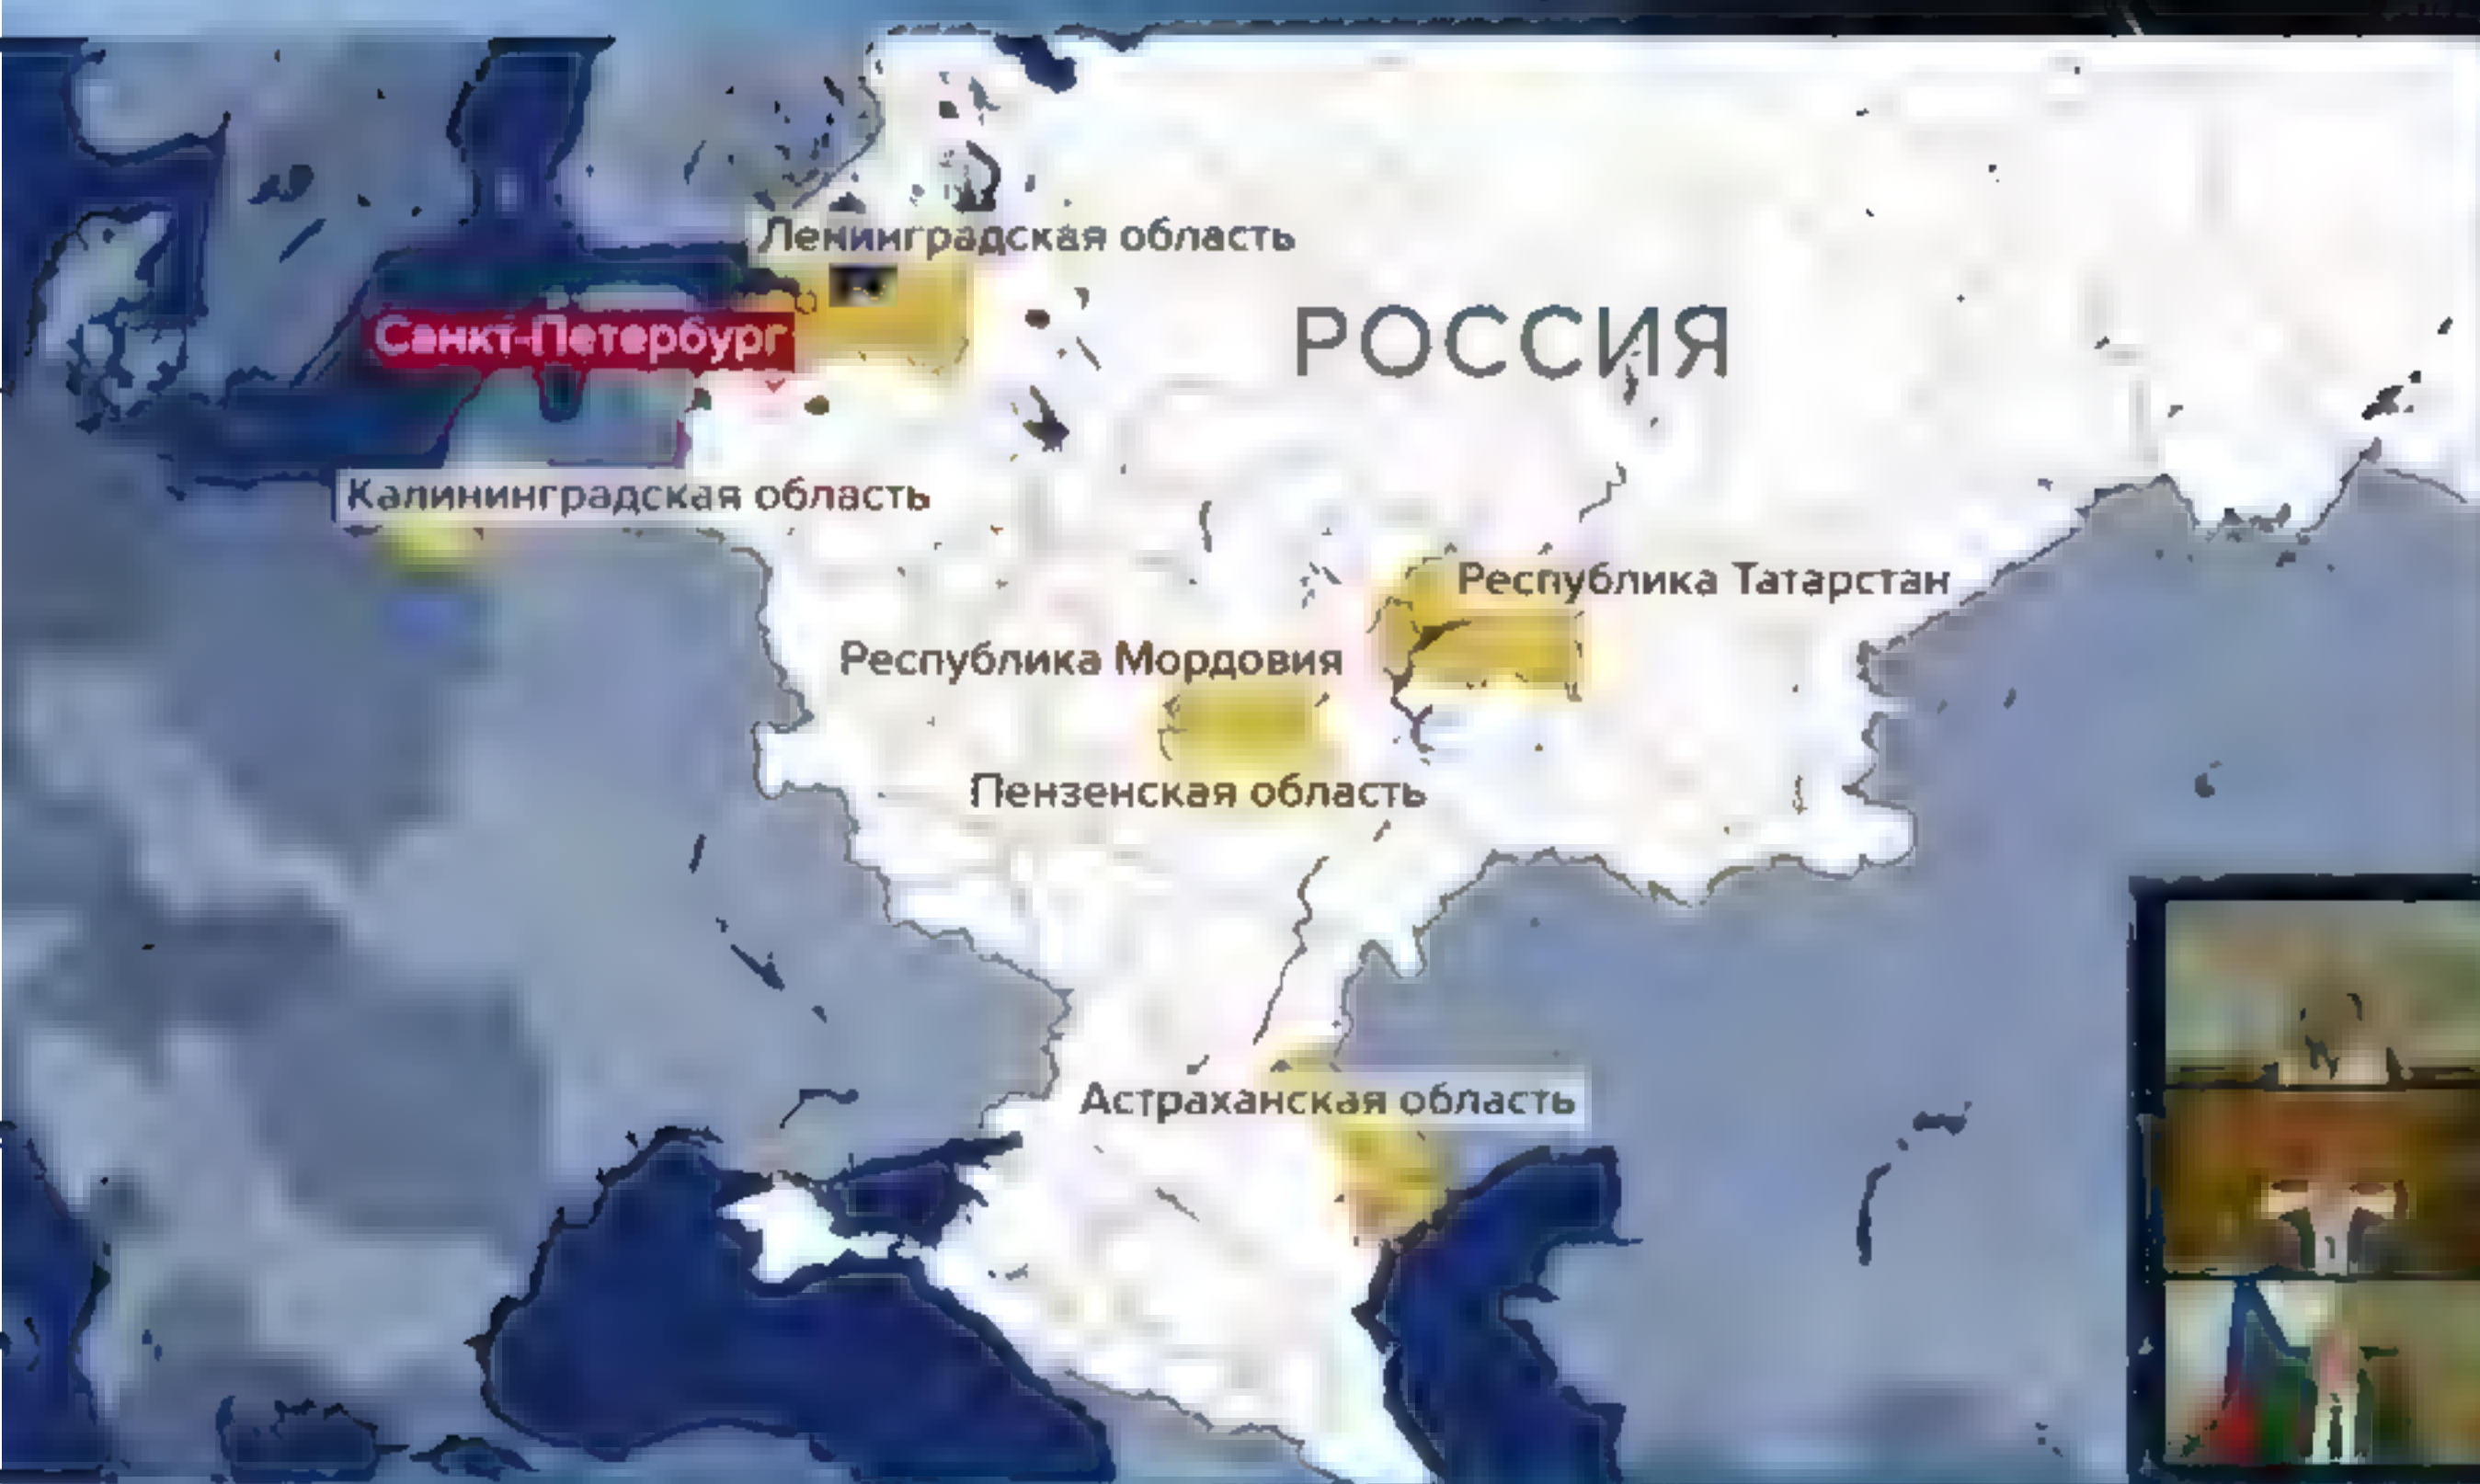 Ленинградская область
РОССИЯ
Санкт-Петербург
Калининградская область
Республика Татарстан
Республика Мордовия
Пензенская область
Астраханская область